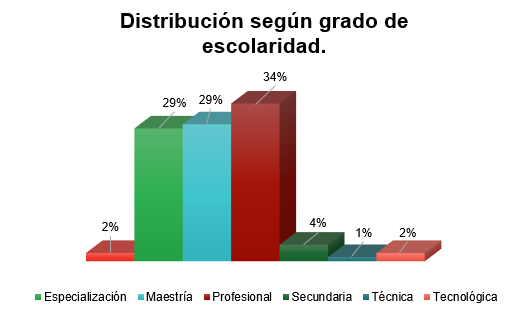 Distribución según grado de
escolaridad.
34%
29%
29%
4%
2%
1%
2%
Especialización Maestría Profesional Secundaria Técnica Tecnológica